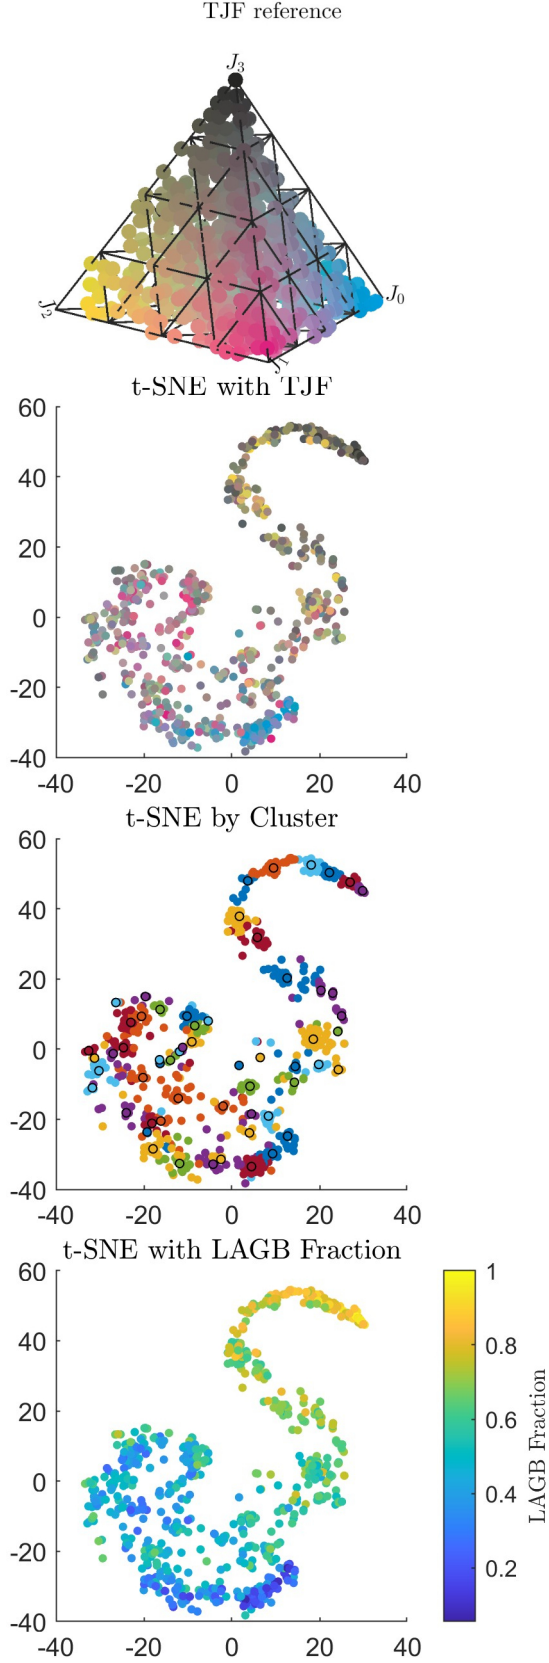 TJF reference
J3
J2
J0
J1
t-SNE with TJF
60
40
20
0
-20
-40
-40 -20 0 20 40
t-SNE by Cluster
60
40
20
0
-20
-40
-40 -20 0 20 40
t-SNE with LAGB Fraction
60
40
20
0
-20
-40
-40 -20 0 20 40
1
0.8
0.6
0.4
0.2
LAGB Fraction